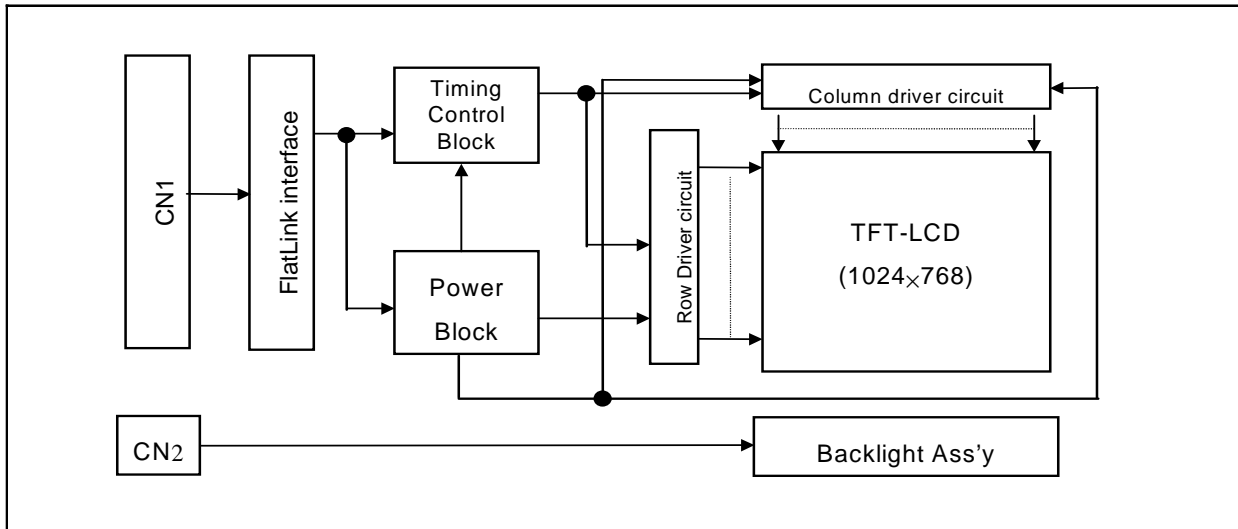 CN1
FlatLink interface
Timing
Control
Block
Power
Block
Row Driver circuit
Column driver circuit
TFT-LCD
(1024×768)
CN2
Backlight Ass'y